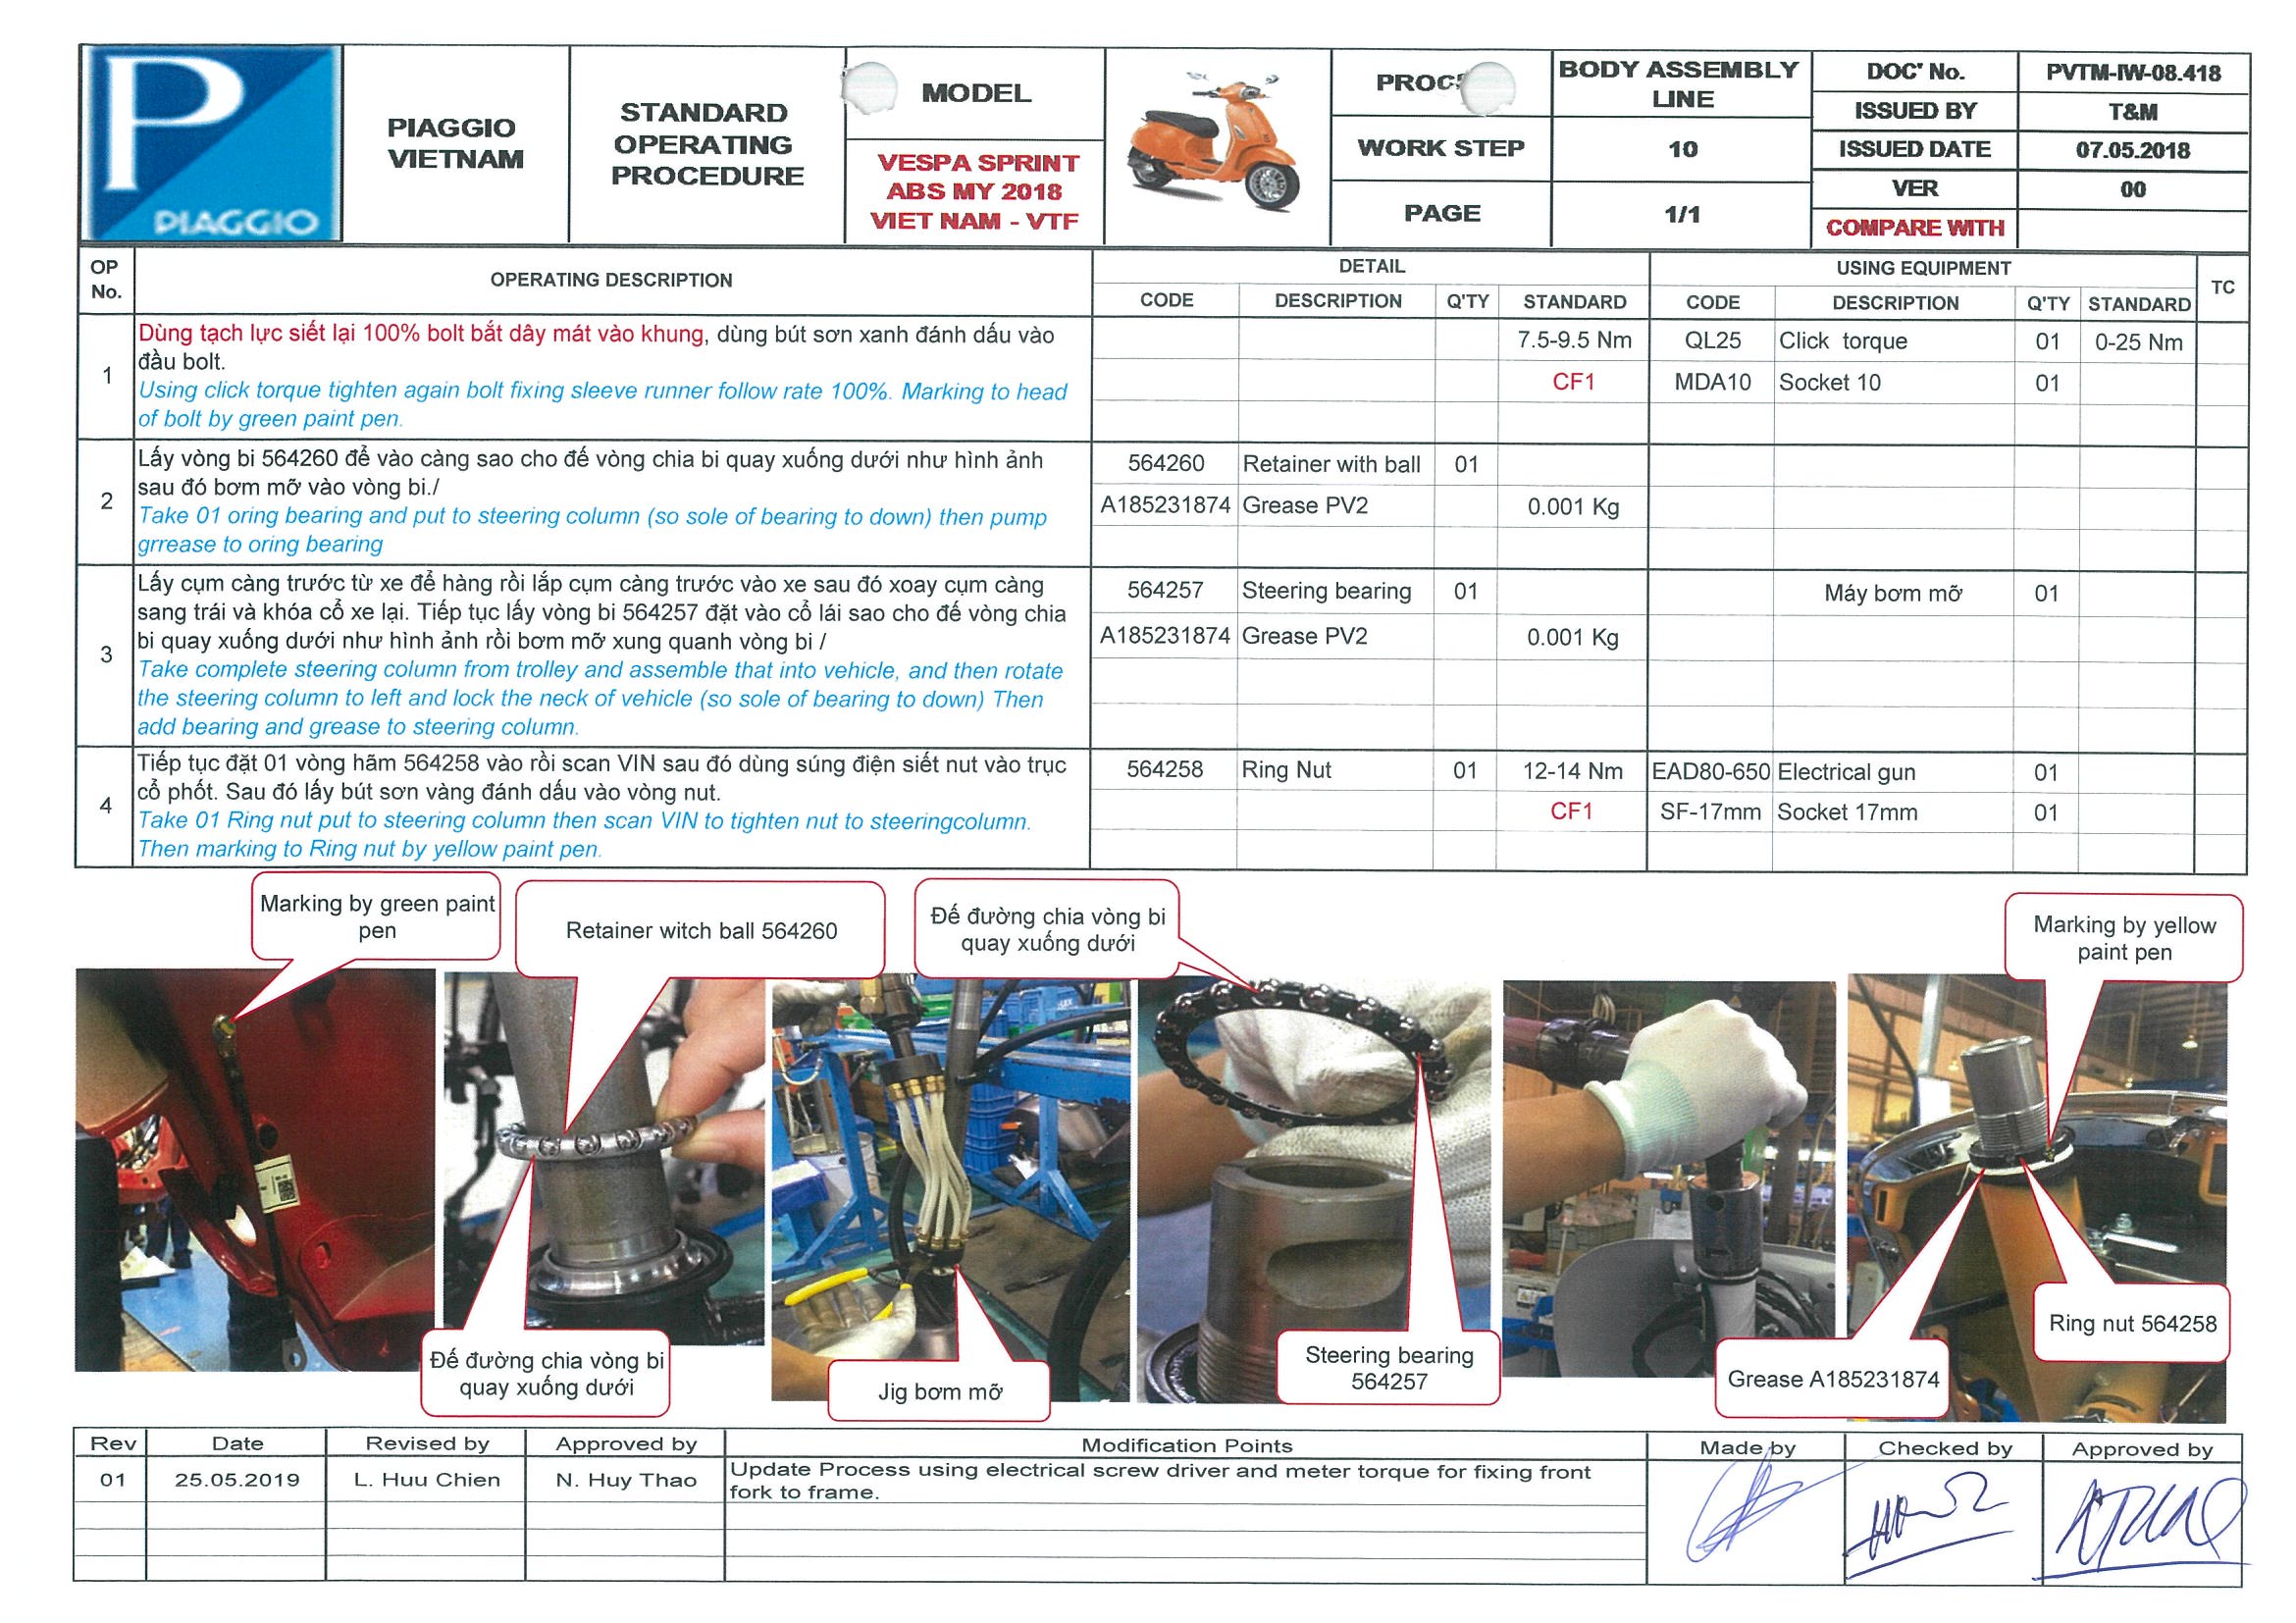 PIAGGIO
PIAGGIO
VIETNAM
STANDARD
OPERATING
PROCEDURE
MODEL
VESPA SPRINT
ABS MY 2018
VIET NAM - VTF
BODY ASSEMBLY
LINE
WORK STEP
10
PAGE
1/1
DOC' No.
PVTM-IW-08.418
ISSUED BY
T&M
ISSUED DATE
07.05.2018
VER
00
COMPARE WITH
OP
No.
OPERATING DESCRIPTION
DETAIL
USING EQUIPMENT
TC
CODE
DESCRIPTION
Q'TY
STANDARD
CODE
DESCRIPTION
Q'TY
STANDARD
1
Dùng tạch lực siết lại 100% bolt bắt dây mát vào khung, dùng bút sơn xanh đánh dấu vào
đầu bolt.
Using click torque tighten again bolt fixing sleeve runner follow rate 100%. Marking to head
of bolt by green paint pen.
7.5-9.5 Nm
QL25
Click torque
01
0-25 Nm
CF1
MDA10
Socket 10
01
2
Lấy vòng bi 564260 để vào càng sao cho đế vòng chia bi quay xuống dưới như hình ảnh
sau đó bơm mỡ vào vòng bi./
Take 01 oring bearing and put to steering column (so sole of bearing to down) then pump
grrease to oring bearing
564260
Retainer with ball
01
A185231874
Grease PV2
0.001 Kg
3
Lấy cụm càng trước từ xe để hàng rồi lắp cụm càng trước vào xe sau đó xoay cụm càng
sang trái và khóa cổ xe lại. Tiếp tục lấy vòng bi 564257 đặt vào cổ lái sao cho đế vòng chia
bi quay xuống dưới như hình ảnh rồi bơm mỡ xung quanh vòng bi /
Take complete steering column from trolley and assemble that into vehicle, and then rotate
the steering column to left and lock the neck of vehicle (so sole of bearing to down) Then
add bearing and grease to steering column.
564257
Steering bearing
01
Máy bơm mỡ
01
A185231874
Grease PV2
0.001 Kg
4
Tiếp tục đặt 01 vòng hãm 564258 vào rồi scan VIN sau đó dùng súng điện siết nut vào trục
cổ phốt. Sau đó lấy bút sơn vàng đánh dấu vào vòng nut.
Take 01 Ring nut put to steering column then scan VIN to tighten nut to steeringcolumn.
Then marking to Ring nut by yellow paint pen.
564258
Ring Nut
01
12-14 Nm
EAD80-650
Electrical gun
01
CF1
SF-17mm
Socket 17mm
01
Marking by green paint
pen
Retainer witch ball 564260
Đế đường chia vòng bi
quay xuống dưới
Marking by yellow
paint pen
Đế đường chia vòng bi
quay xuống dưới
Jig bơm mỡ
Steering bearing
564257
Grease A185231874
Ring nut 564258
Rev
Date
Revised by
Approved by
Modification Points
Made by
Checked by
Approved by
01
25.05.2019
L. Huu Chien
N. Huy Thao
Update Process using electrical screw driver and meter torque for fixing front
fork to frame.